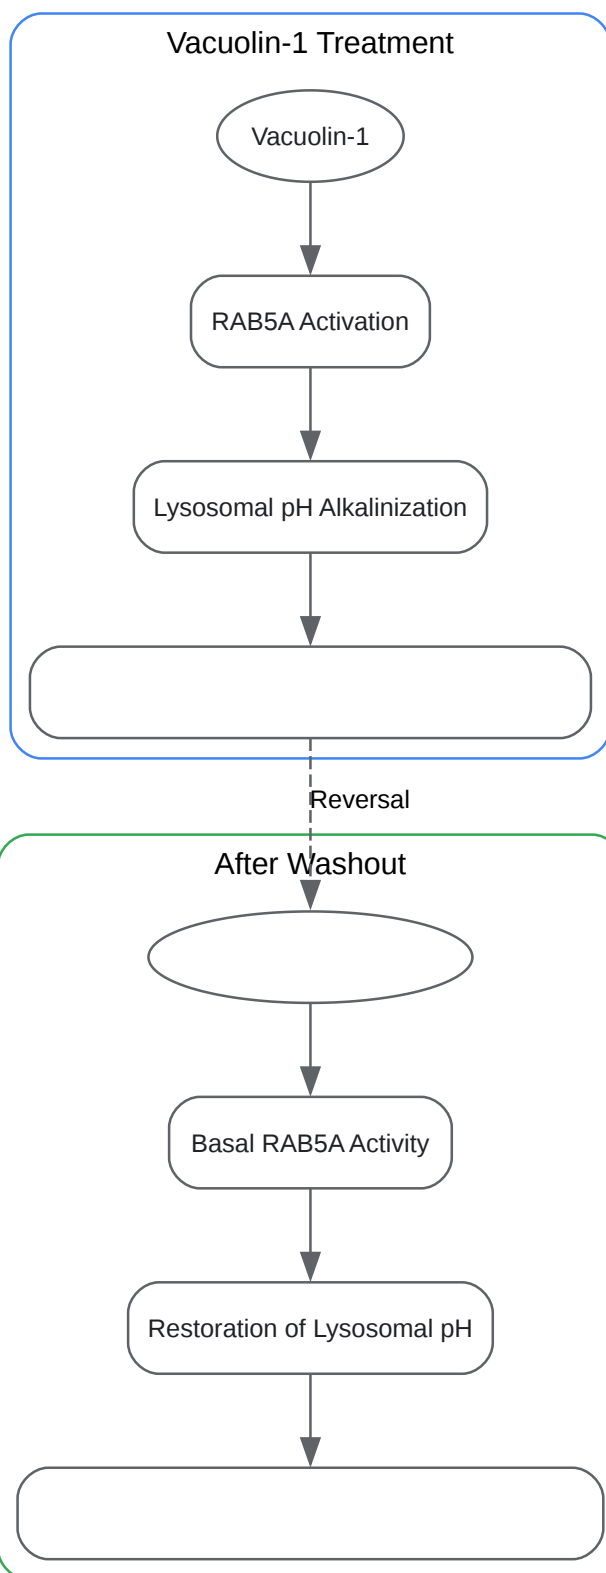 Vacuolin-1 Treatment
Vacuolin-1
RAB5A Activation
Lysosomal pH Alkalinization
Reversal
After Washout
Basal RAB5A Activity
Restoration of Lysosomal pH